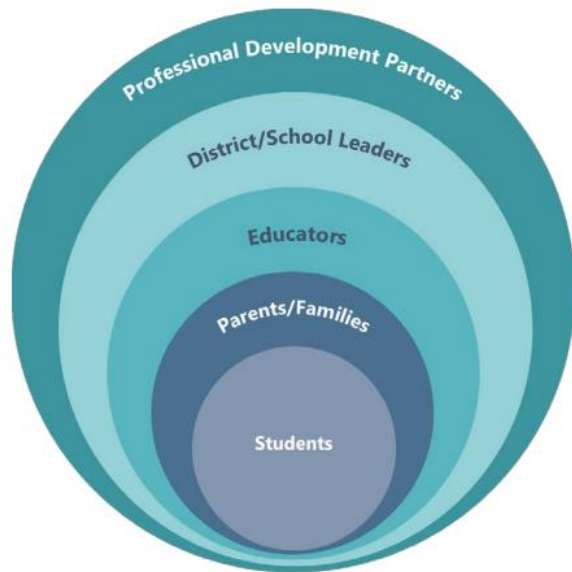 Professional Development Partners
District/School Leaders
Educators
Parents/Families
Students